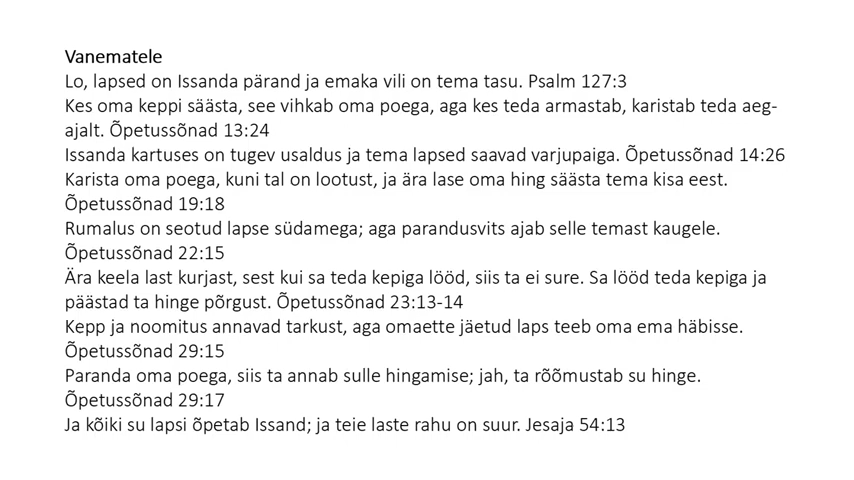 Vanematele
Lo, lapsed on Issanda pärand ja emaka vili on tema tasu. Psalm 127:3
Kes oma keppi säästa, see vihkab oma poega, aga kes teda armastab, karistab teda aeg-
ajalt. Õpetussõnad 13:24
Issanda kartuses on tugev usaldus ja tema lapsed saavad varjupaiga. Õpetussõnad 14:26
Karista oma poega, kuni tal on lootust, ja ära lase oma hing säästa tema kisa eest.
Õpetussõnad 19:18
Rumalus on seotud lapse südamega; aga parandusvits ajab selle temast kaugele.
Õpetussõnad 22:15
Ära keela last kurjast, sest kui sa teda kepiga lööd, siis ta ei sure. Sa lööd teda kepiga ja
päästad ta hinge põrgust. Õpetussõnad 23:13-14
Kepp ja noomitus annavad tarkust, aga omaette jäetud laps teeb oma ema häbisse.
Õpetussõnad 29:15
Paranda oma poega, siis ta annab sulle hingamise; jah, ta rõõmustab su hinge.
Õpetussõnad 29:17
Ja kõiki su lapsi õpetab Issand; ja teie laste rahu on suur. Jesaja 54:13